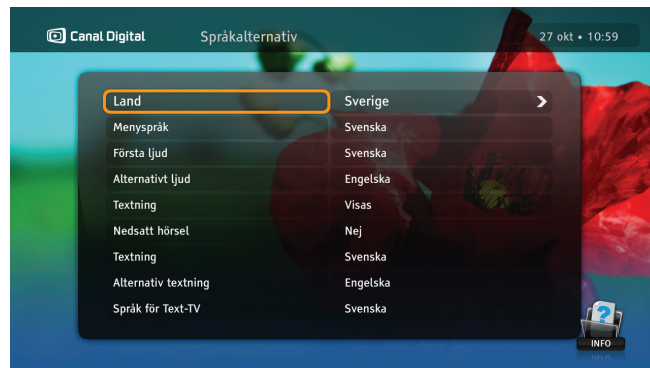 Canal Digital Språkalternativ 27 okt • 10:59
Land Sverige
Menyspråk Svenska
Första ljud Svenska
Alternativt ljud Engelska
Textning Visas
Nedsatt hörsel Nej
Textning Svenska
Alternativ textning Engelska
Språk för Text-TV Svenska
INFO